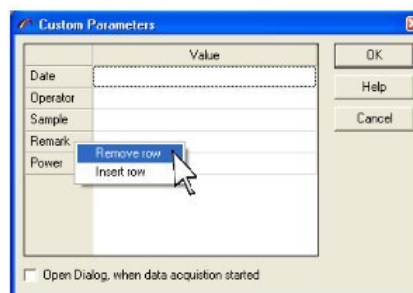 Custom Parameters
Value
Date
Operator
Sample
Remark
Power
Remove row
Insert row
OK
Help
Cancel
Open Dialog, when data acquistion started